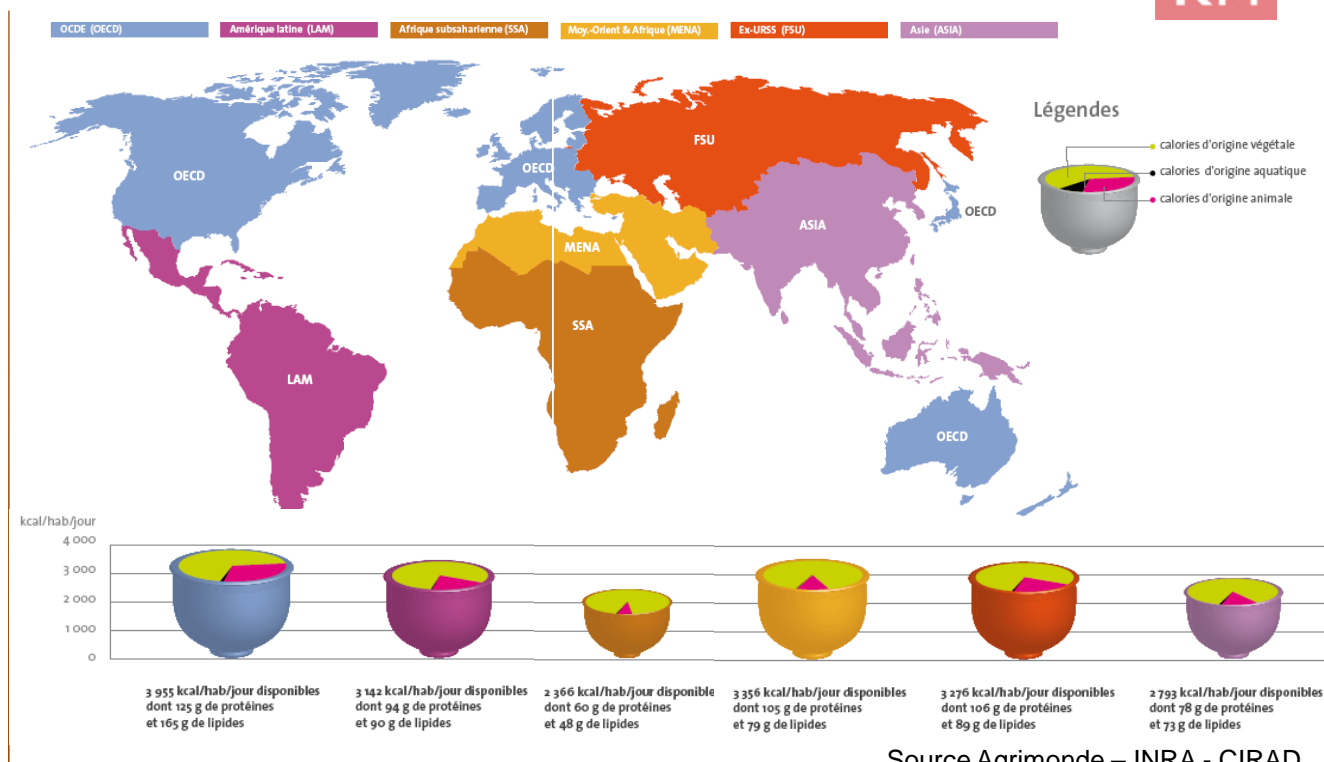 OCDE (OECD)
Amérique latine (LAM)
Afrique subsaharienne (SSA)
Moy.-Orient & Afrique (MENA)
Ex-URSS (FSU)
Asie (ASIA)
Légendes
calories d'origine végétale
calories d'origine aquatique
calories d'origine animale
FSU
OECD
OECD
OECD
ASIA
MENA
SSA
LAM
OECD
kcal/hab/jour
4 000
3 000
2 000
1 000
0
3 955 kcal/hab/jour disponibles
dont 125 g de protéines
et 165 g de lipides
3 142 kcal/hab/jour disponibles
dont 94 g de protéines
et 90 g de lipides
2 366 kcal/hab/jour disponible
dont 60 g de protéines
et 48 g de lipides
3 356 kcal/hab/jour disponibles
dont 105 g de protéines
et 79 g de lipides
3 276 kcal/hab/jour disponibles
dont 106 g de protéines
et 89 g de lipides
2 793 kcal/hab/jour disponibles
dont 78 g de protéines
et 73 g de lipides
Source Agrimonde – INRA - CIRAD